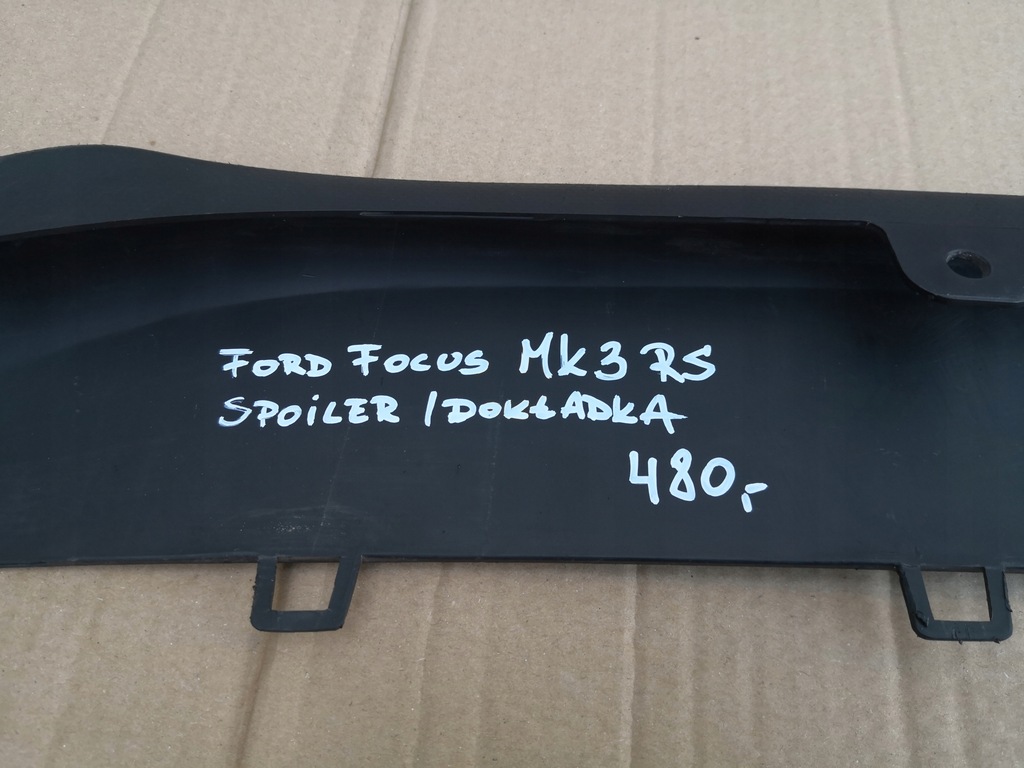 FORD FOCUS MK3 RS
SPOiLER / DOKŁADKA
480,-